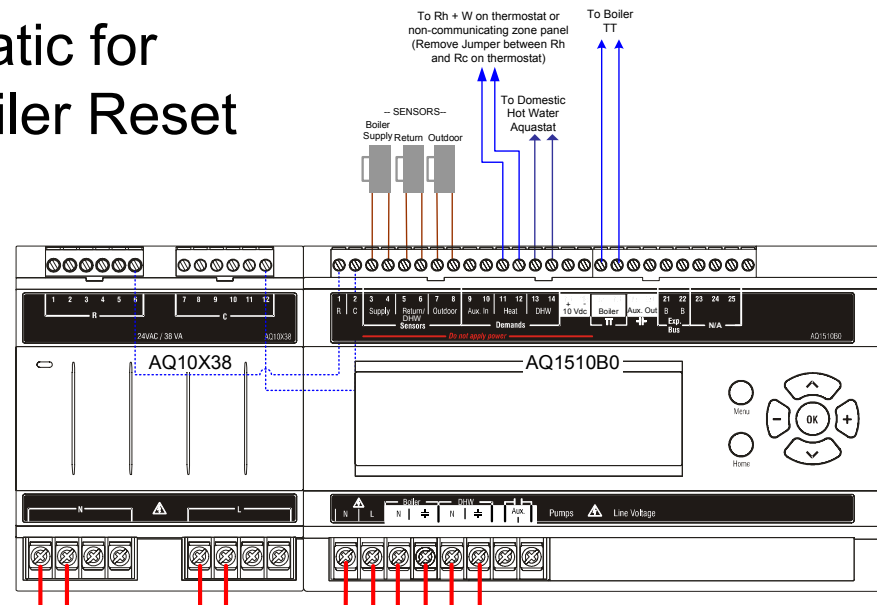 atic for
iler Reset
To Rh + W on thermostat or
non-communicating zone panel
(Remove Jumper between Rh
and Rc on thermostat)
To Boiler
TT
To Domestic
Hot Water
Aquastat
-- SENSORS--
Boiler
Supply Return Outdoor
1 2 3 4 5 6 7 8 9 10 11 12
R C
24VAC / 38 VA AQ10X38
1 2 3 4 5 6 7 8 9 10 11 12 13 14 21 22 23 24 25
R C Supply Return/ Outdoor Aux. In Heat DHW + - 10 Vdc Boiler Aux. Out B B
DHW
Sensors Demands TT Exp. N/A
Bus
Do not apply power AQ1510B0
AQ10X38 AQ1510B0
Menu
OK
Home
N L
N L Boiler N DHW N Aux. Pumps Line Voltage